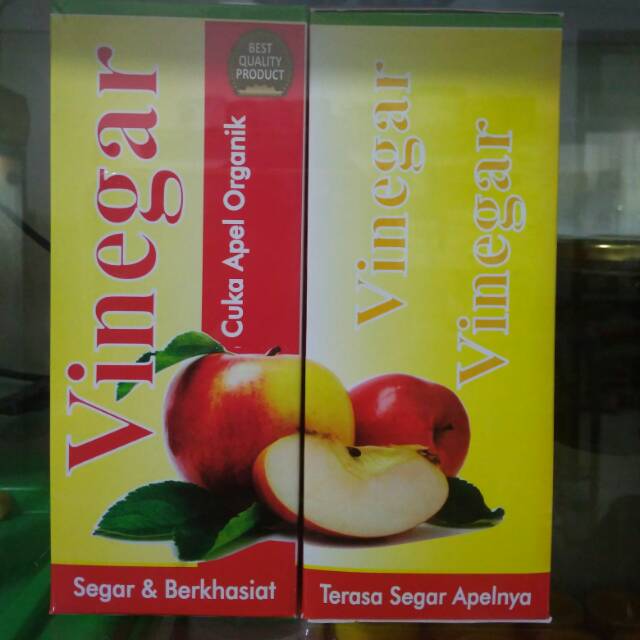 Vinegar
BEST
QUALITY
PRODUCT
Cuka Apel Organik
Segar & Berkhasiat
Vinegar
Vinegar
Terasa Segar Apelnya